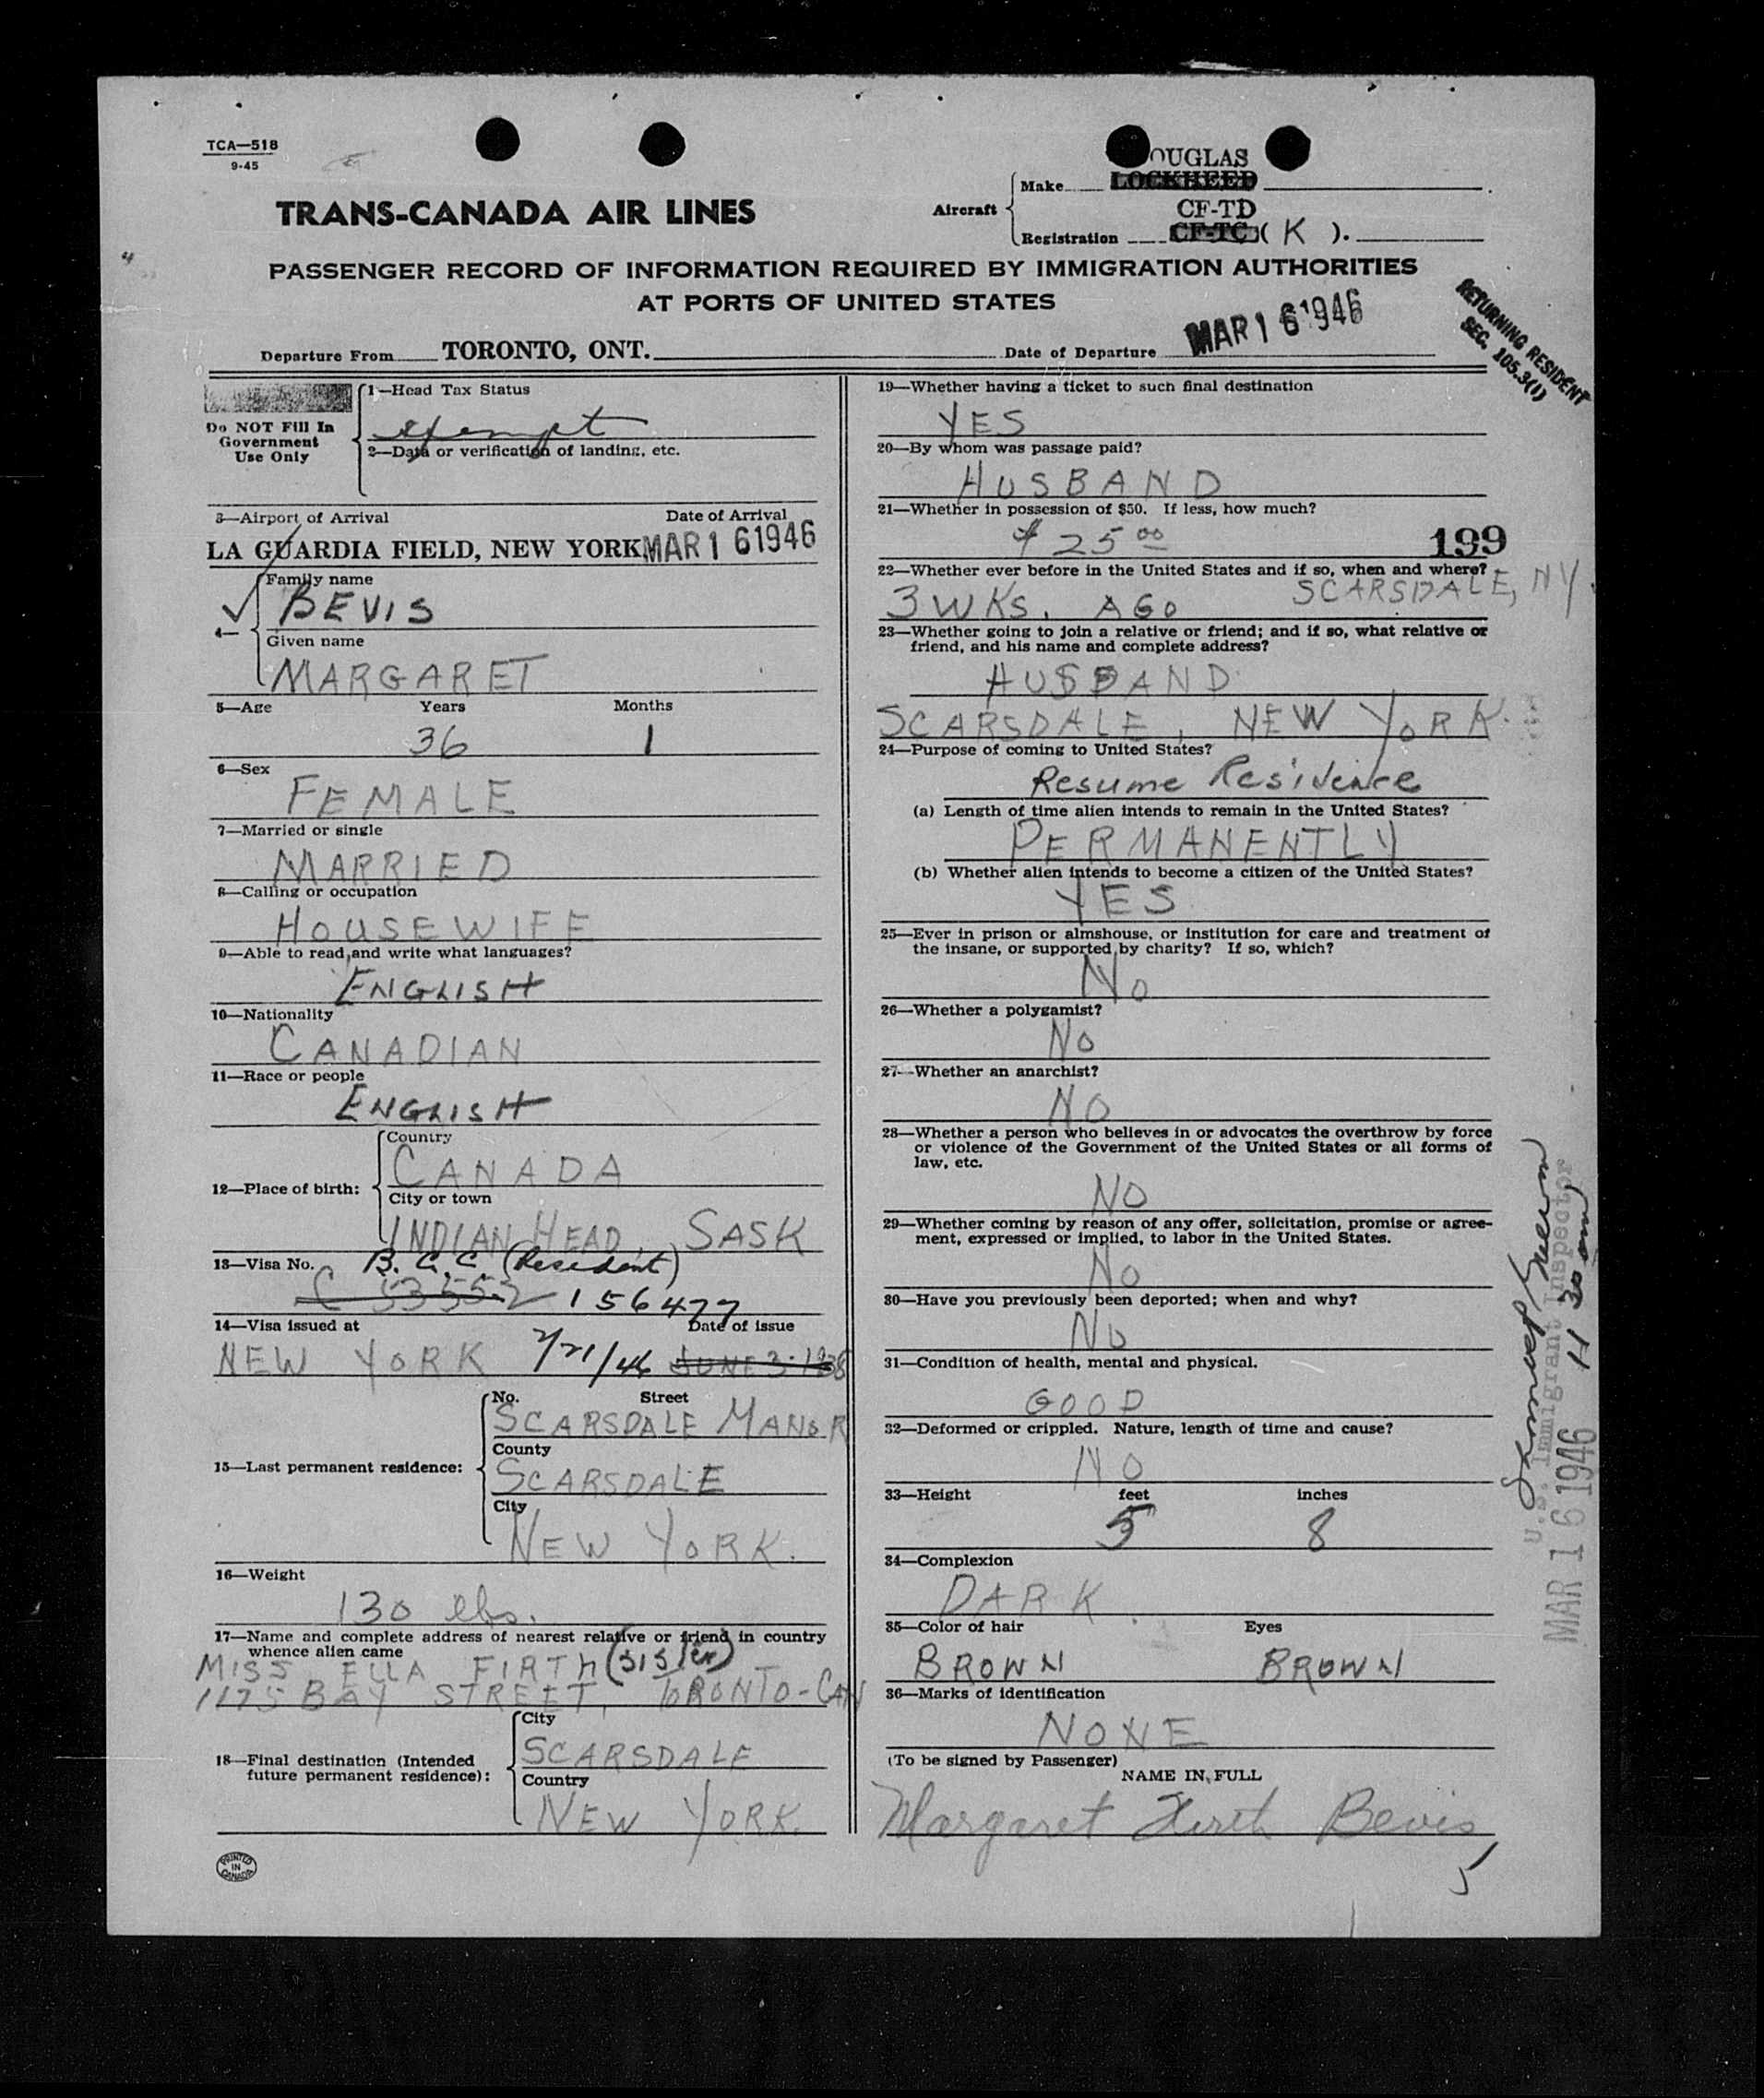 TCA—518
9-45
OUGLAS
Make LOCKHEED
TRANS-CANADA AIR LINES
Aircraft
CF-TD
Registration CF-TC ( K ).
PASSENGER RECORD OF INFORMATION REQUIRED BY IMMIGRATION AUTHORITIES
AT PORTS OF UNITED STATES
RETURNING RESIDENT
SEC. 105.3(1)
Departure From TORONTO, ONT. Date of Departure MAR 16 1946
Do NOT Fill In
Government
Use Only
1—Head Tax Status
exempt
2—Data or verification of landing, etc.
3—Airport of Arrival Date of Arrival
LA GUARDIA FIELD, NEW YORK MAR 16 1946
4—
Family name
BEVIS
Given name
MARGARET
5—Age Years Months
36 1
6—Sex
FEMALE
7—Married or single
MARRIED
8—Calling or occupation
HOUSEWIFE
9—Able to read and write what languages?
ENGLISH
10—Nationality
CANADIAN
11—Race or people
ENGLISH
12—Place of birth:
Country
CANADA
City or town
INDIAN HEAD, SASK
13—Visa No. B.C.C (Resident)
C 53552 156477
14—Visa issued at Date of issue
NEW YORK 2/21/46 JUNE 3-1938
15—Last permanent residence:
No. Street
SCARSDALE MANOR
County
SCARSDALE
City
NEW YORK.
16—Weight
130 lbs.
17—Name and complete address of nearest relative or friend in country
whence alien came
MISS ELLA FIRTH (sister)
1175 BAY STREET, TORONTO-CAN
18—Final destination (Intended
future permanent residence):
City
SCARSDALE
Country
NEW YORK.
PRINTED
IN
CANADA
19—Whether having a ticket to such final destination
YES
20—By whom was passage paid?
HUSBAND
21—Whether in possession of $50. If less, how much?
$ 25 00 199
22—Whether ever before in the United States and if so, when and where?
3 WKS. AGO SCARSDALE, NY.
23—Whether going to join a relative or friend; and if so, what relative or
friend, and his name and complete address?
HUSBAND
SCARSDALE, NEW YORK.
24—Purpose of coming to United States?
Resume Residence
(a) Length of time alien intends to remain in the United States?
PERMANENTLY
(b) Whether alien intends to become a citizen of the United States?
YES
25—Ever in prison or almshouse, or institution for care and treatment of
the insane, or supported by charity? If so, which?
No
26—Whether a polygamist?
No
27—Whether an anarchist?
NO
28—Whether a person who believes in or advocates the overthrow by force
or violence of the Government of the United States or all forms of
law, etc.
NO
29—Whether coming by reason of any offer, solicitation, promise or agree-
ment, expressed or implied, to labor in the United States.
No
30—Have you previously been deported; when and why?
No
31—Condition of health, mental and physical.
GOOD
32—Deformed or crippled. Nature, length of time and cause?
NO
33—Height feet inches
5 8
34—Complexion
DARK.
35—Color of hair Eyes
BROWN BROWN
36—Marks of identification
NONE
(To be signed by Passenger)
NAME IN FULL
Margaret Firth Bevis
U.S. Immigrant Inspector
MAR 16 1946 11 30 am